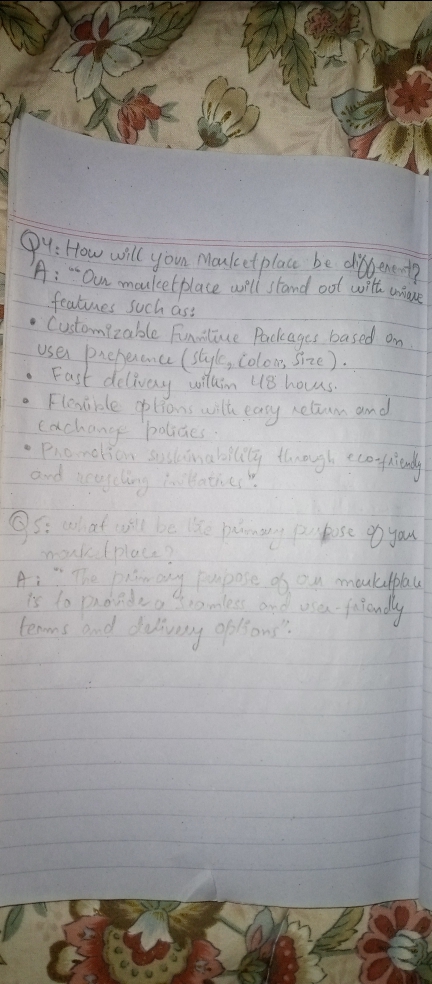 Q4: How will your Marketplace be different?
A: "Our marketplace will stand out with unique
features such as:
• Customizable Furniture Packages based on
user preference (style, color, size).
• Fast delivery within 48 hours.
• Flexible options with easy return and
exchange policies.
• Promotion sustainability through eco-friendly
and recycling initiatives".
Q5: what will be the primary purpose of your
marketplace?
A: "The primary purpose of our marketplace
is to provide a seamless and user-friendly
terms and delivery options".